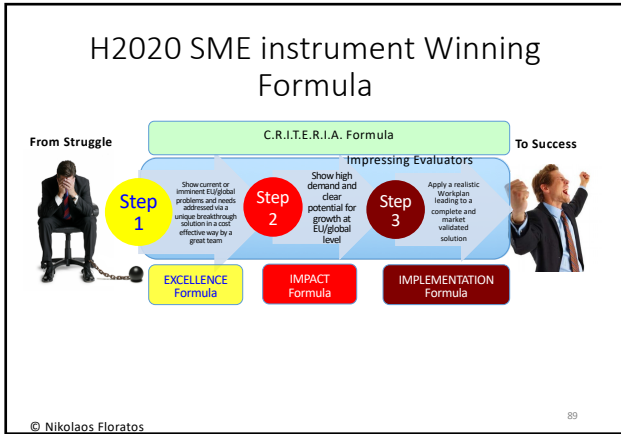 H2020 SME instrument Winning
Formula
C.R.I.T.E.R.IA. Formula
From Struggle
Impressing Evaluators
To Success
Step
1
Show current or
imminent EU/global
problems and needs
addressed via a
unique breakthrough
solution in a cost
effective way by a
great team
Step
2
Show high
demand and
clear
potential for
growth at
EU/global
level
Step
3
Apply a realistic
Workplan
leading to a
complete and
market
validated
solution
EXCELLENCE
Formula
IMPACT
Formula
IMPLEMENTATION
Formula
89
© Nikolaos Floratos